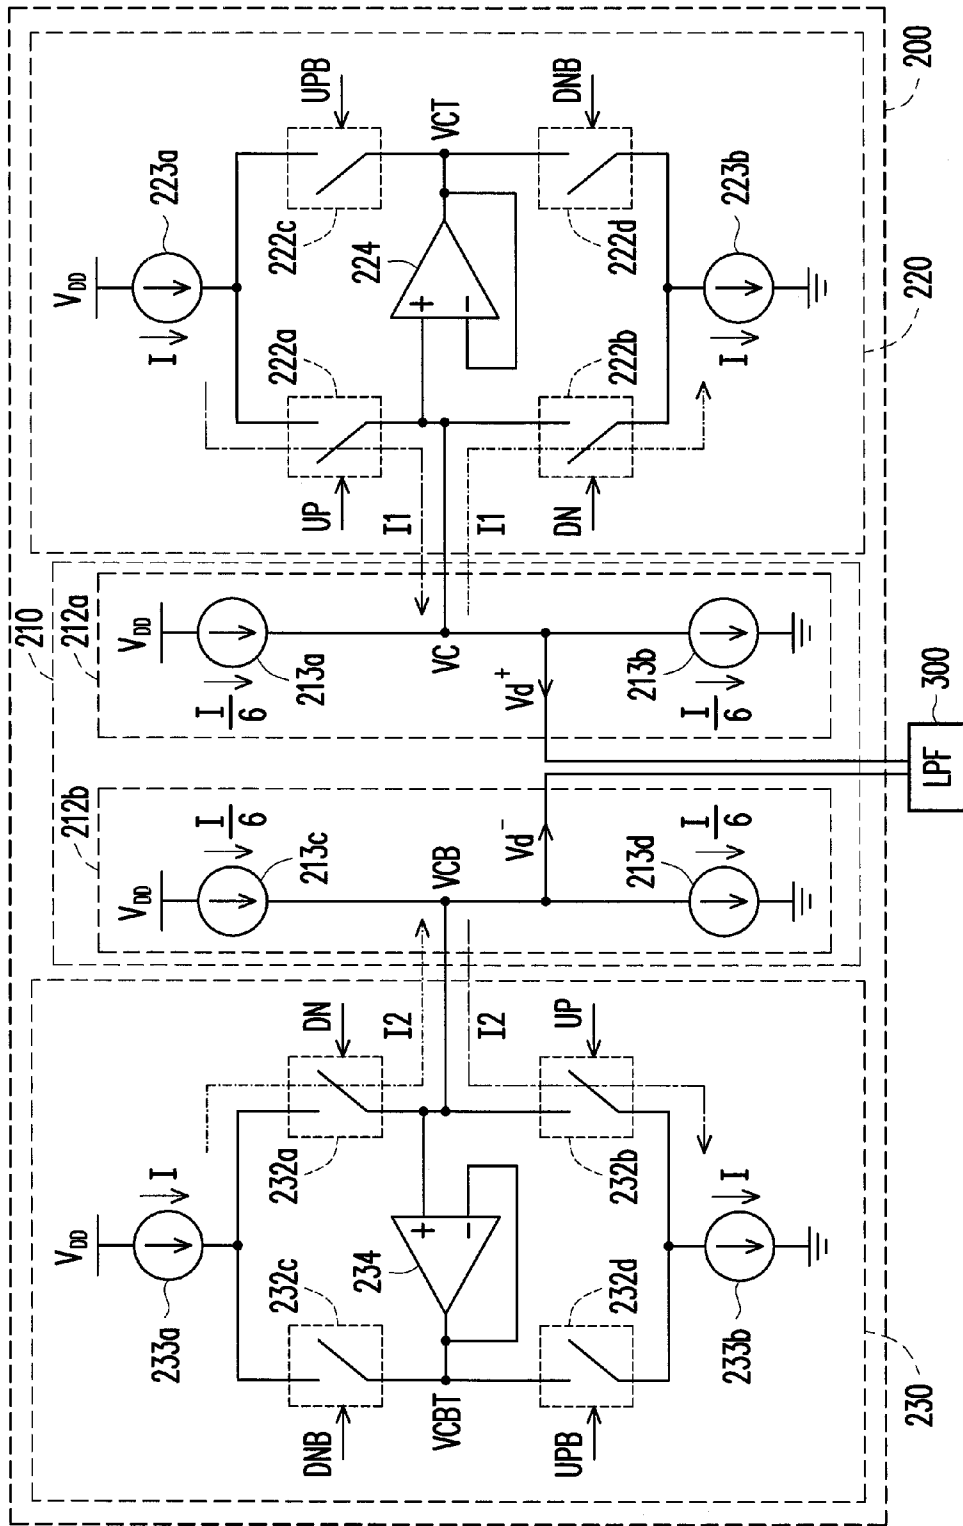 200
220
230
210
212a
212b
300
LPF
V_DD
223a
I
UPB
222c
VCT
DNB
222d
223b
I
224
+
-
222a
UP
222b
DN
I1
I1
V_DD
213a
I/6
VC
Vd+
213b
I/6
V_DD
213c
I/6
VCB
Vd-
213d
I/6
I2
I2
DN
232a
UP
232b
V_DD
233a
I
+
-
234
232c
DNB
VCBT
232d
UPB
233b
I